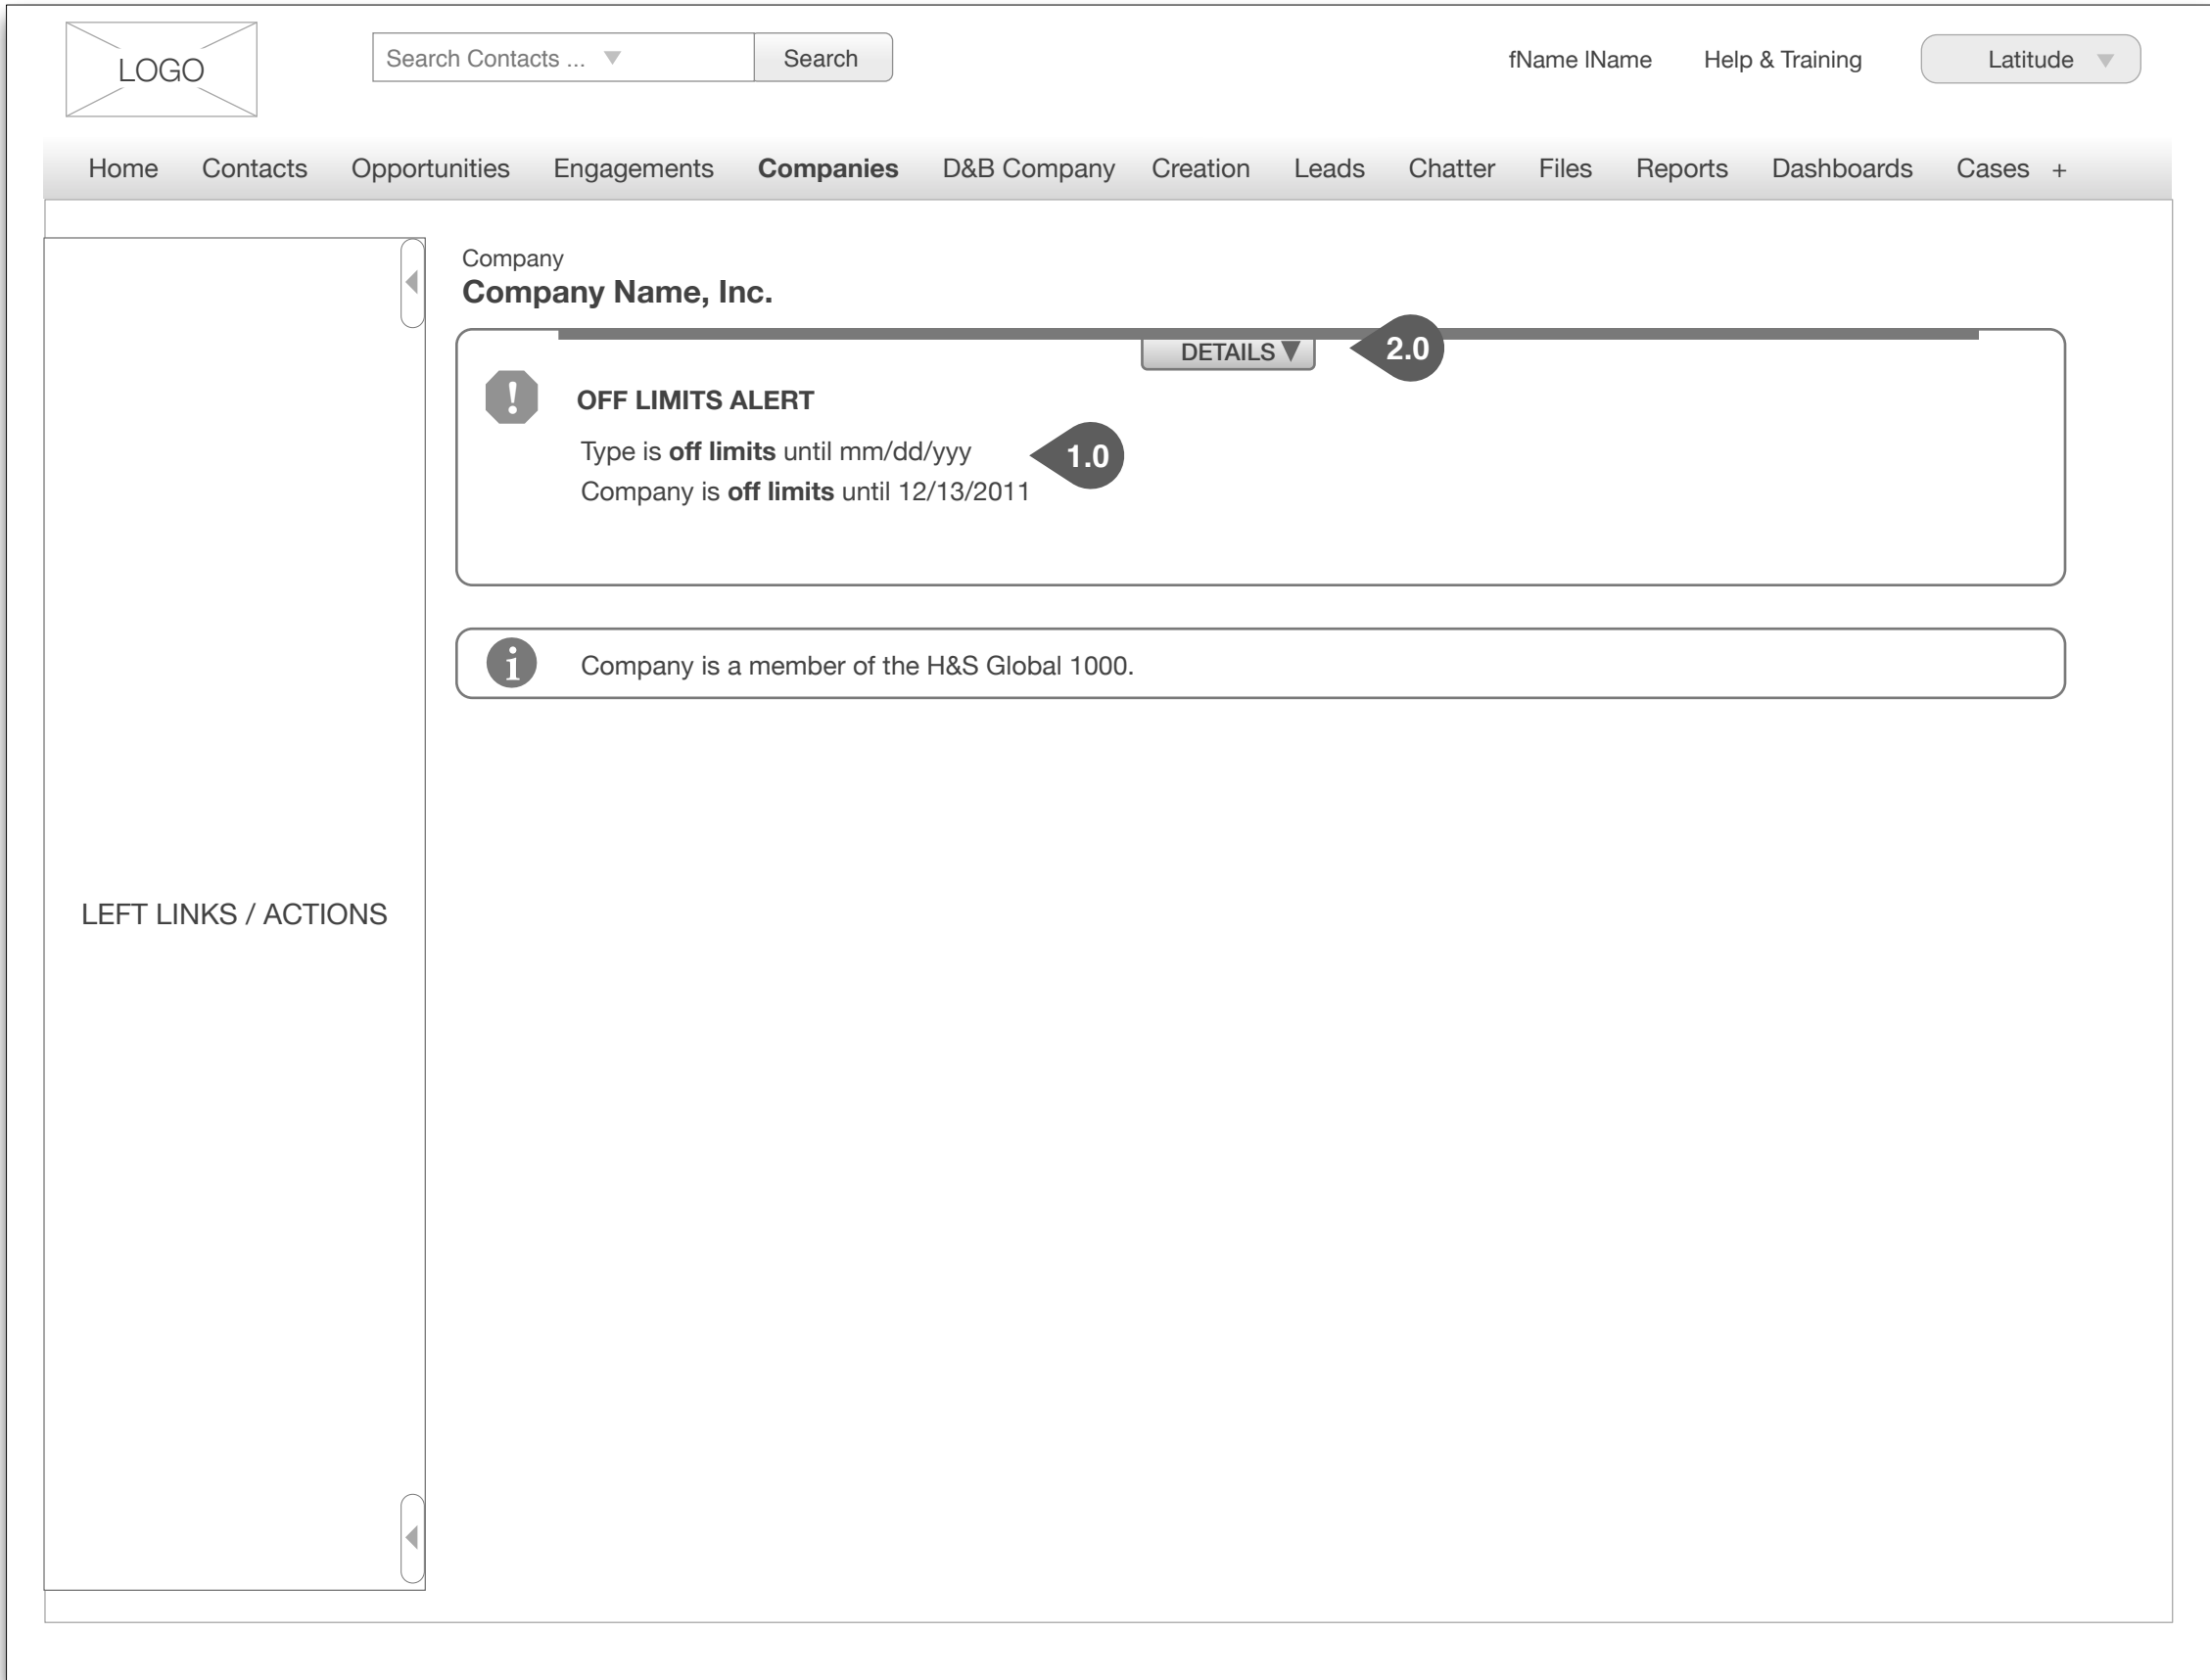 LOGO
Search Contacts ...
Search
fName lName
Help & Training
Latitude
Home Contacts Opportunities Engagements Companies D&B Company Creation Leads Chatter Files Reports Dashboards Cases +
Company
Company Name, Inc.
DETAILS
2.0
!
OFF LIMITS ALERT
Type is off limits until mm/dd/yyy
1.0
Company is off limits until 12/13/2011
i
Company is a member of the H&S Global 1000.
LEFT LINKS / ACTIONS